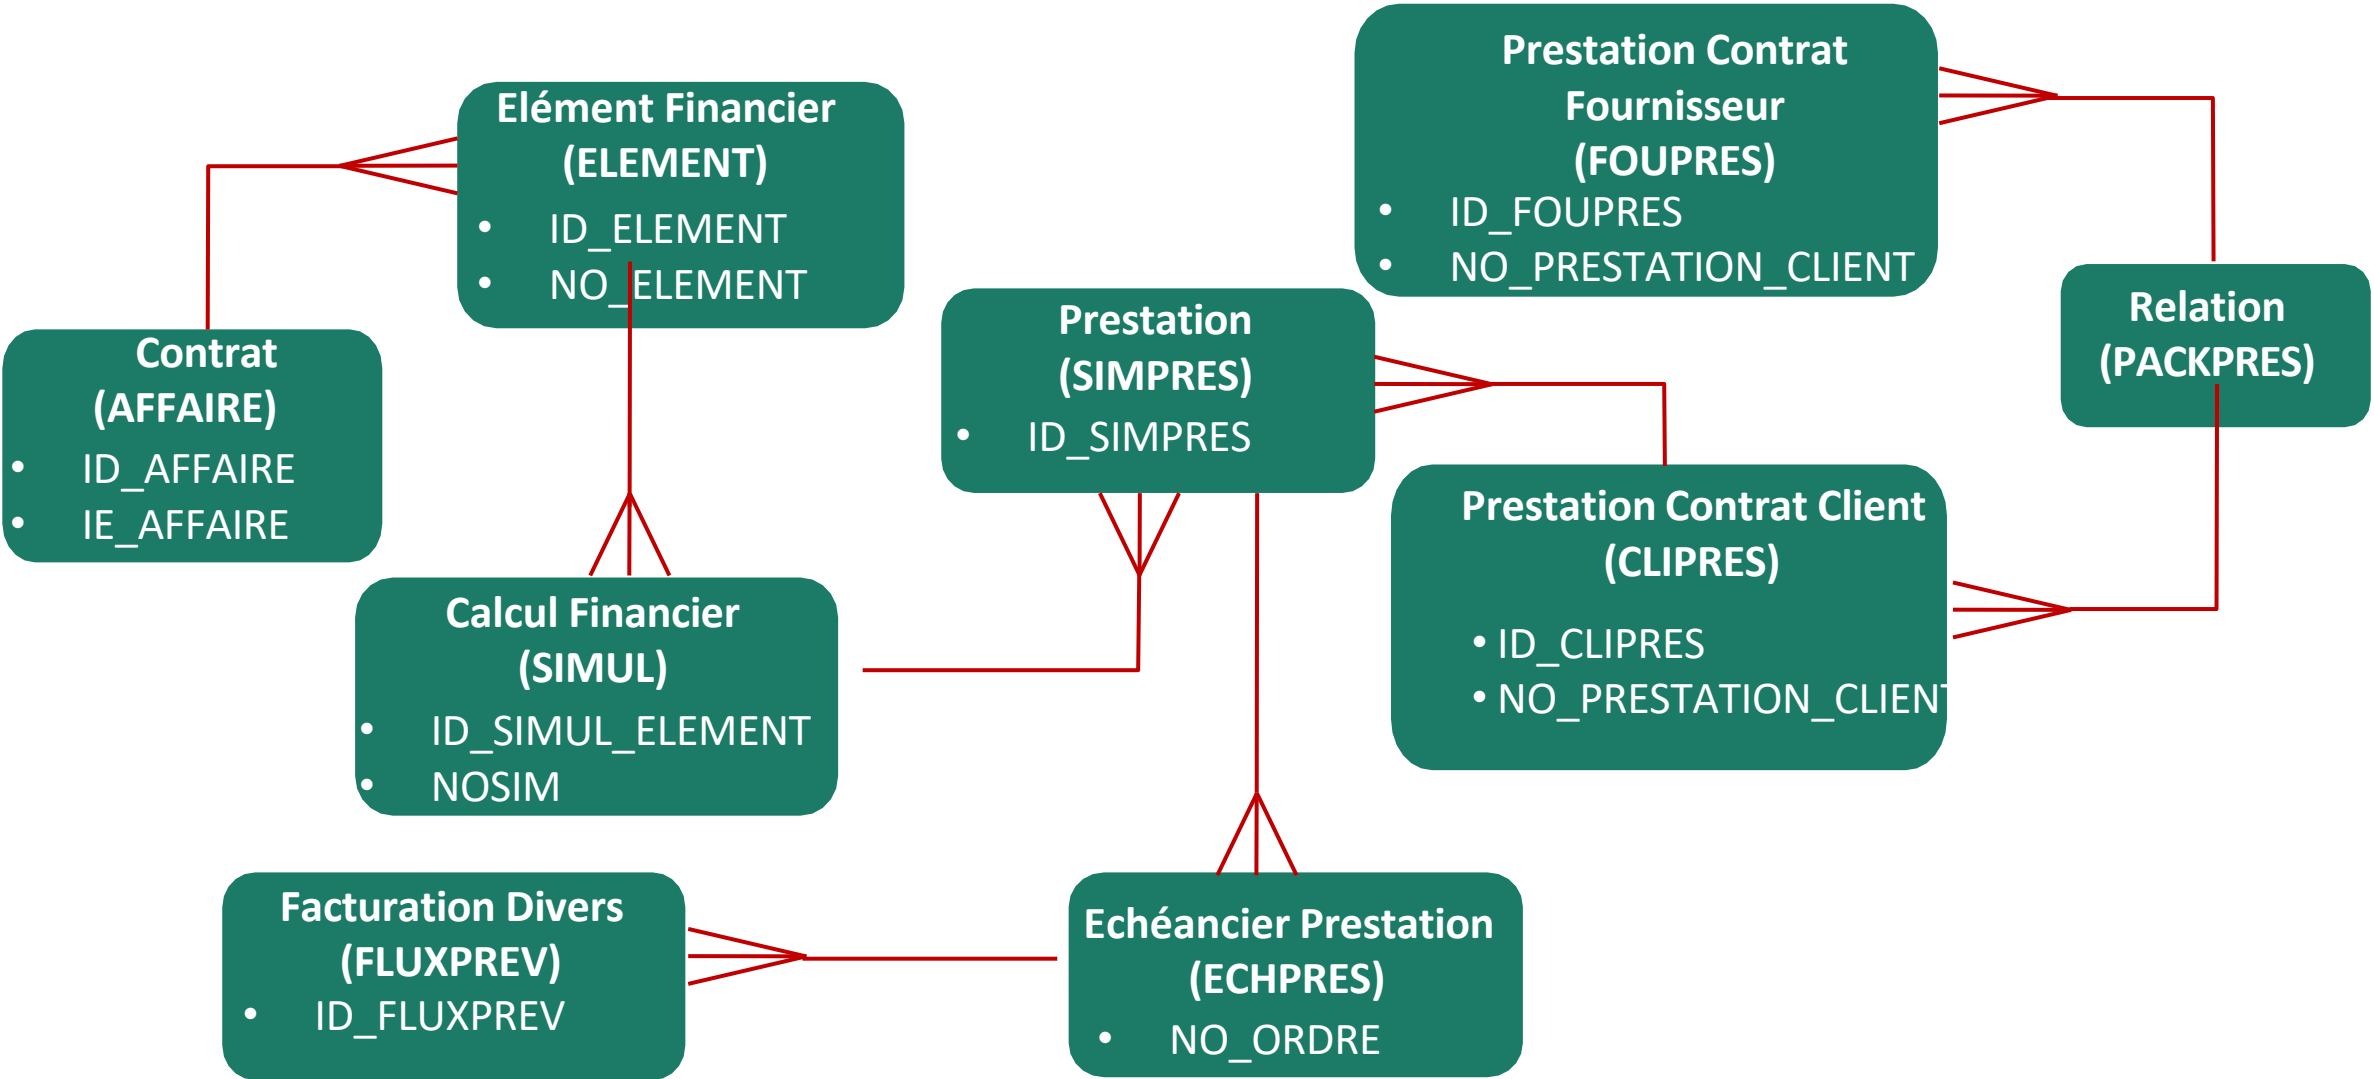 Prestation Contrat
Fournisseur
(FOUPRES)
• ID_FOUPRES
• NO_PRESTATION_CLIENT
Elément Financier
(ELEMENT)
• ID_ELEMENT
• NO_ELEMENT
Relation
(PACKPRES)
Prestation
(SIMPRES)
• ID_SIMPRES
Contrat
(AFFAIRE)
• ID_AFFAIRE
• IE_AFFAIRE
Prestation Contrat Client
(CLIPRES)
• ID_CLIPRES
• NO_PRESTATION_CLIENT
Calcul Financier
(SIMUL)
• ID_SIMUL_ELEMENT
• NOSIM
Facturation Divers
(FLUXPREV)
• ID_FLUXPREV
Echéancier Prestation
(ECHPRES)
• NO_ORDRE